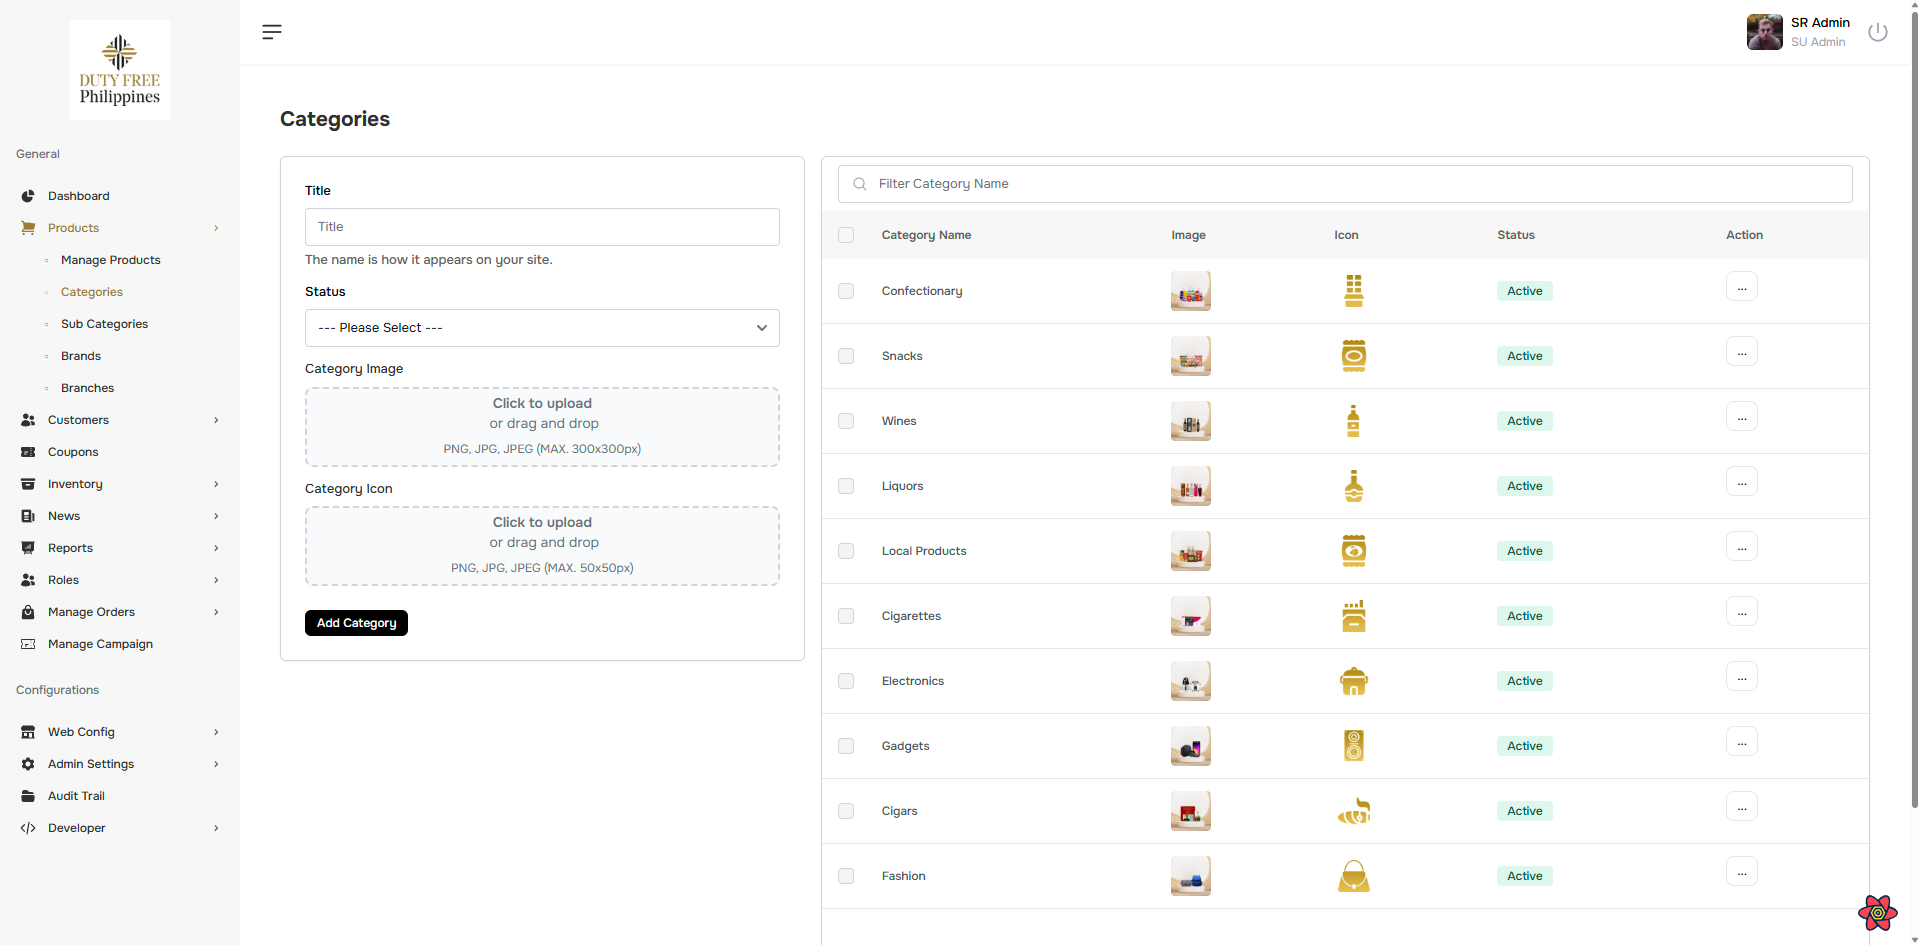 DUTY FREE
Philippines
SR Admin
SU Admin
General
Dashboard
Products
Manage Products
Categories
Sub Categories
Brands
Branches
Customers
Coupons
Inventory
News
Reports
Roles
Manage Orders
Manage Campaign
Configurations
Web Config
Admin Settings
Audit Trail
Developer
Categories
Title
Title
The name is how it appears on your site.
Status
--- Please Select ---
Category Image
Click to upload
or drag and drop
PNG, JPG, JPEG (MAX. 300x300px)
Category Icon
Click to upload
or drag and drop
PNG, JPG, JPEG (MAX. 50x50px)
Add Category
Filter Category Name
Category Name Image Icon Status Action
Confectionary Active ...
Snacks Active ...
Wines Active ...
Liquors Active ...
Local Products Active ...
Cigarettes Active ...
Electronics Active ...
Gadgets Active ...
Cigars Active ...
Fashion Active ...